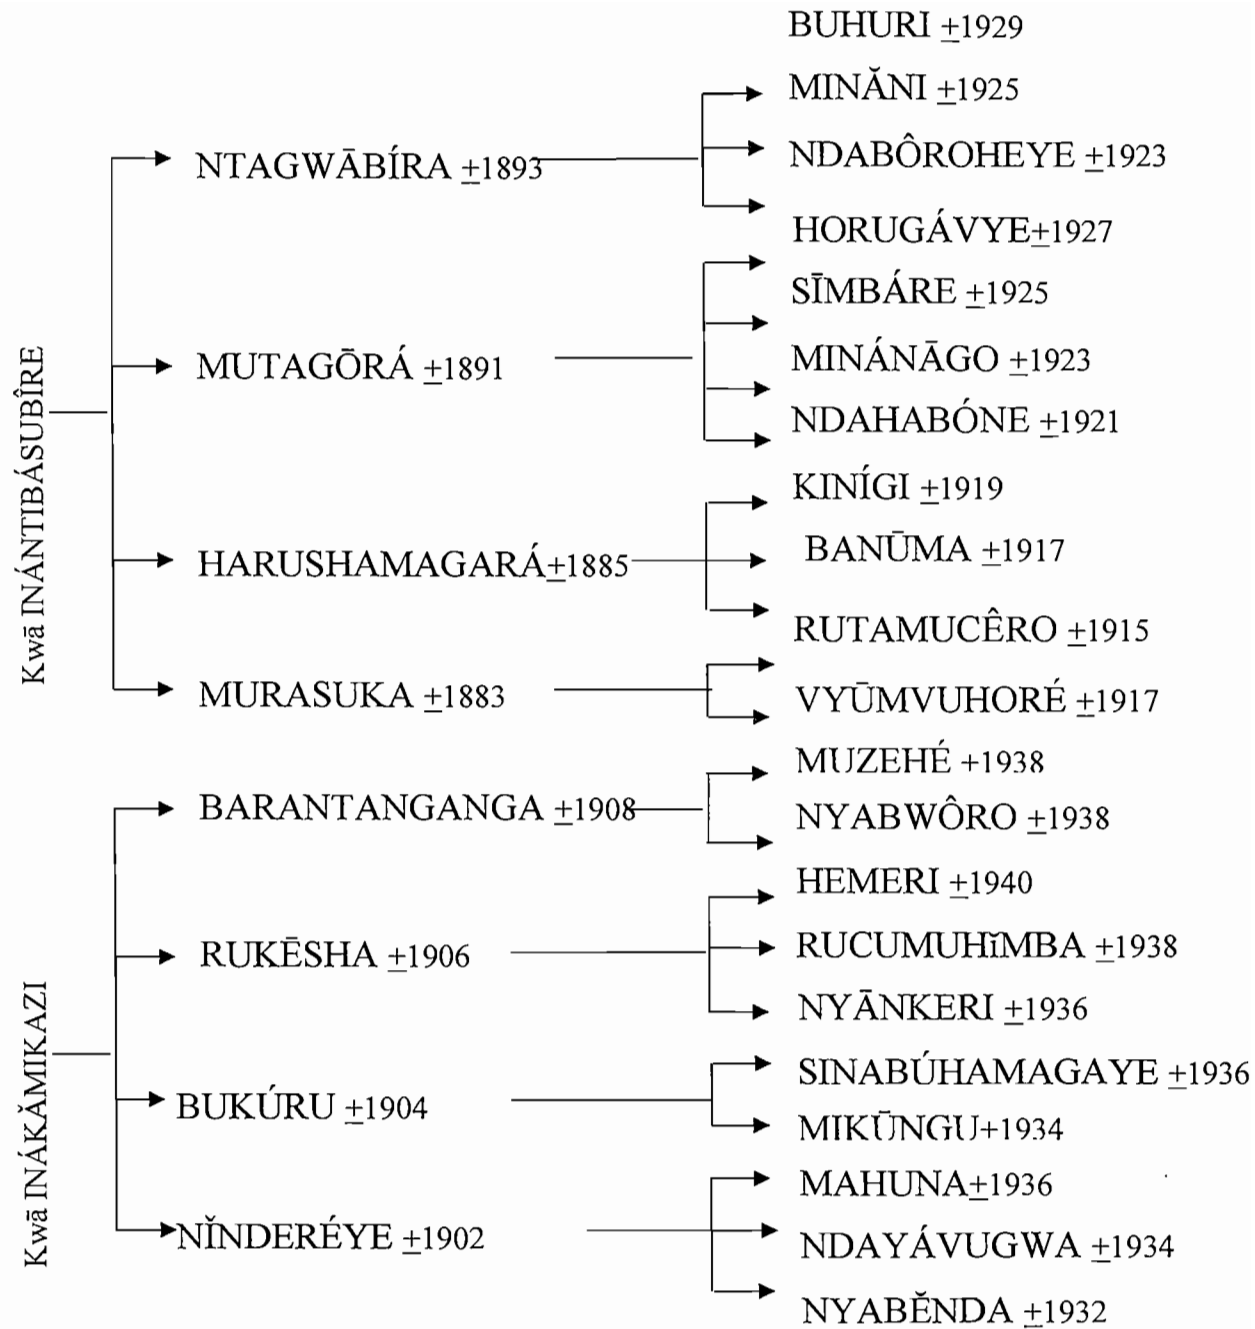 BUHURI ±1929
MINĂNI ±1925
NTAGWĀBÍRA ±1893
NDABÔROHEYE ±1923
HORUGÁVYE±1927
SĪMBÁRE ±1925
MUTAGŌRÁ ±1891
MINÁNĀGO ±1923
NDAHABÓNE ±1921
Kwā INÁNTIBÁSUBÎRE
KINÍGI ±1919
HARUSHAMAGARÁ±1885
BANŪMA ±1917
RUTAMUCÊRO ±1915
MURASUKA ±1883
VYŪMVUHORÉ ±1917
MUZEHÉ +1938
BARANTANGANGA ±1908
NYABWÔRO ±1938
HEMERI ±1940
RUKĒSHA ±1906
RUCUMUHĭMBA ±1938
NYĀNKERI ±1936
Kwā INÁKĂMIKAZI
SINABÚHAMAGAYE ±1936
BUKÚRU ±1904
MIKŪNGU+1934
MAHUNA±1936
NĬNDERÉYE ±1902
NDAYÁVUGWA ±1934
NYABĔNDA ±1932